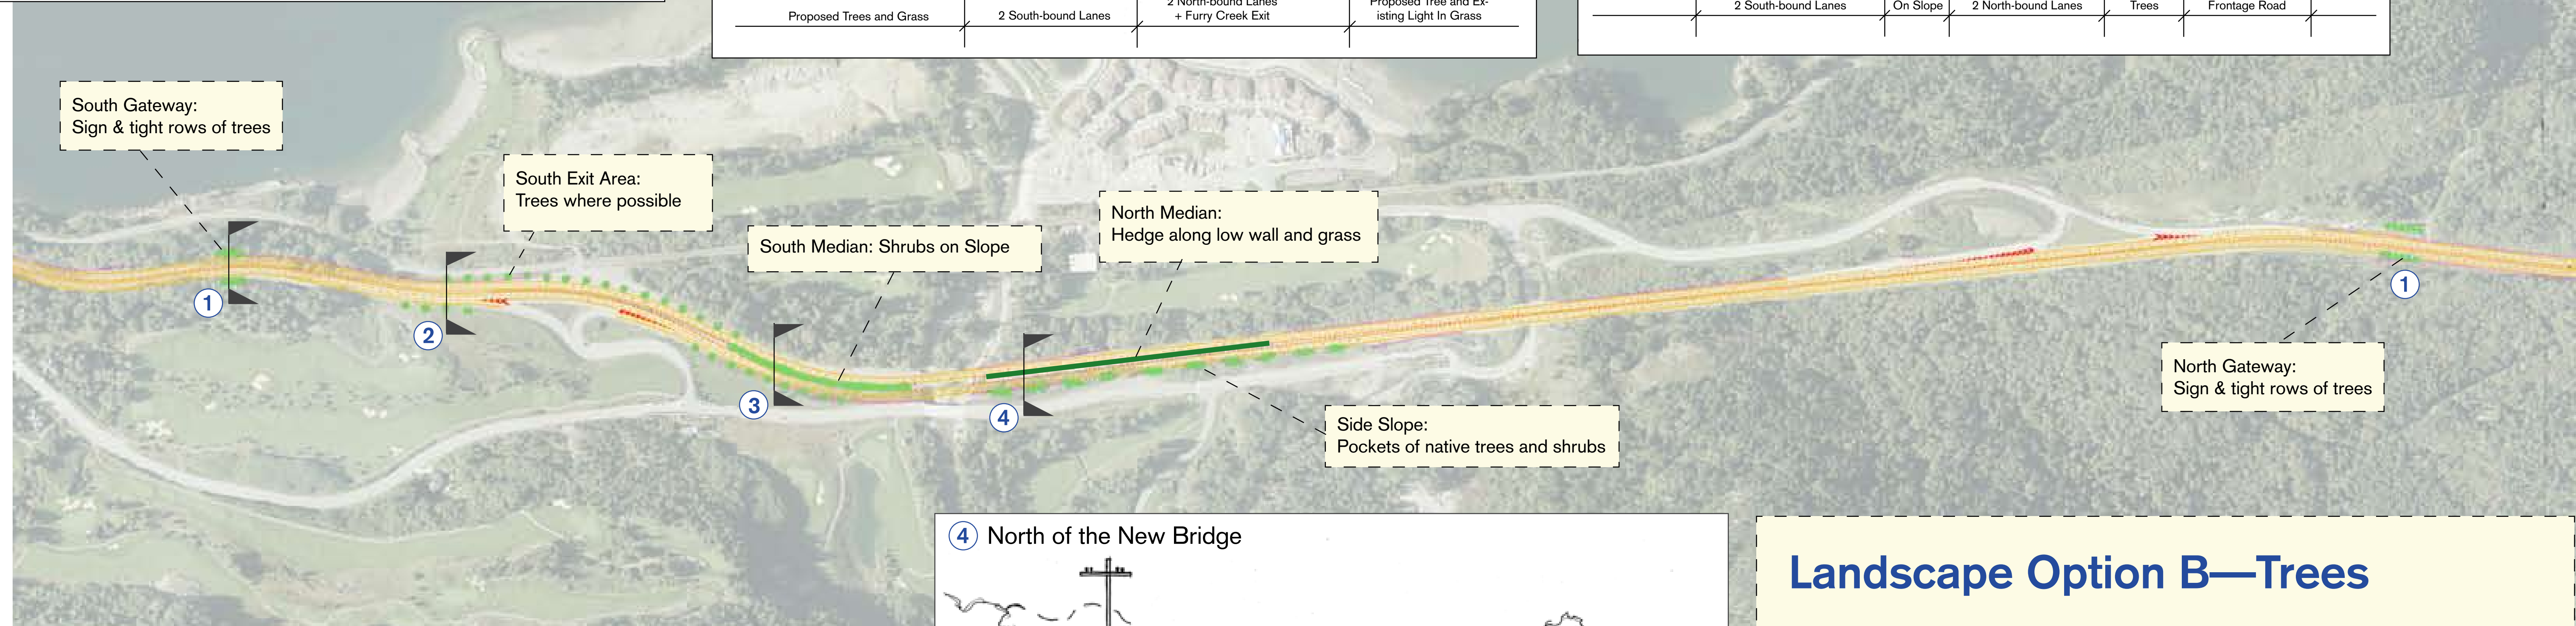 Proposed Trees and Grass
2 South-bound Lanes
2 North-bound Lanes
+ Furry Creek Exit
Proposed Tree and Ex-
isting Light In Grass
2 South-bound Lanes
On Slope
2 North-bound Lanes
Trees
Frontage Road
South Gateway:
Sign & tight rows of trees
South Exit Area:
Trees where possible
South Median: Shrubs on Slope
North Median:
Hedge along low wall and grass
1
2
3
4
1
North Gateway:
Sign & tight rows of trees
Side Slope:
Pockets of native trees and shrubs
4 North of the New Bridge
Landscape Option B—Trees